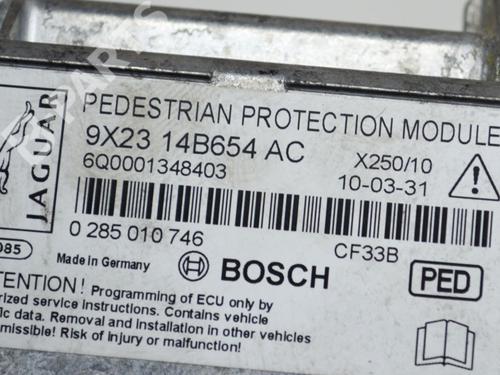 JAGUAR
PEDESTRIAN PROTECTION MODULE
9X23 14B654 AC
6Q0001348403
X250/10
10-03-31
0 285 010 746
CF33B
085
Made in Germany
BOSCH
PED
TENTION! Programming of ECU only by
rized service instructions. Contains vehicle
fic data. Removal and installation in other vehicles
missible! Risk of injury or malfunction!